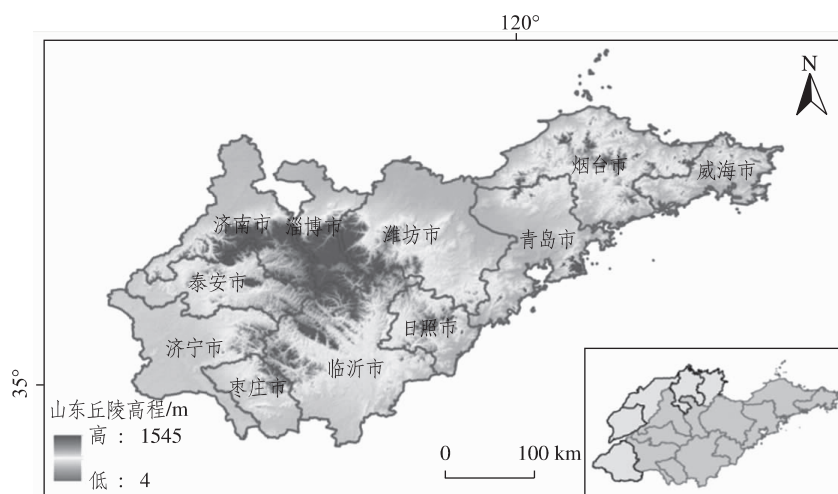 120°
N
烟台市
威海市
济南市
淄博市
潍坊市
青岛市
泰安市
日照市
济宁市
临沂市
枣庄市
35°
山东丘陵高程/m
高：1545
低：4
0 100 km